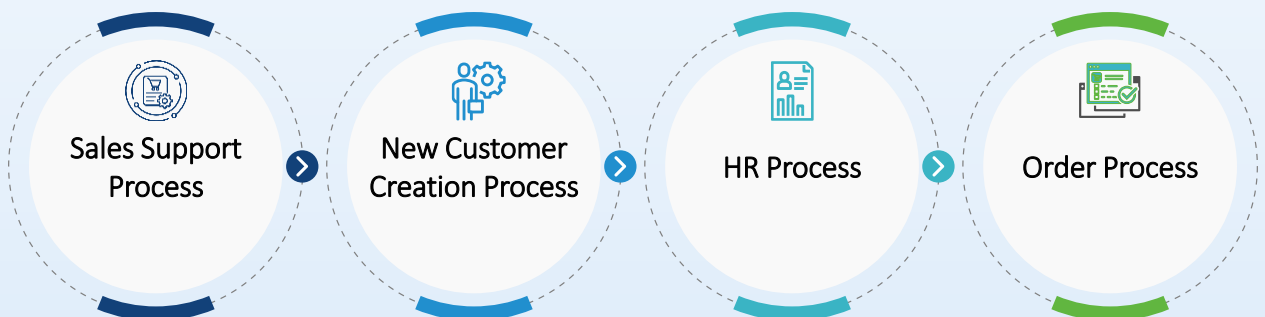 Sales Support
Process
New Customer
Creation Process
HR Process
Order Process